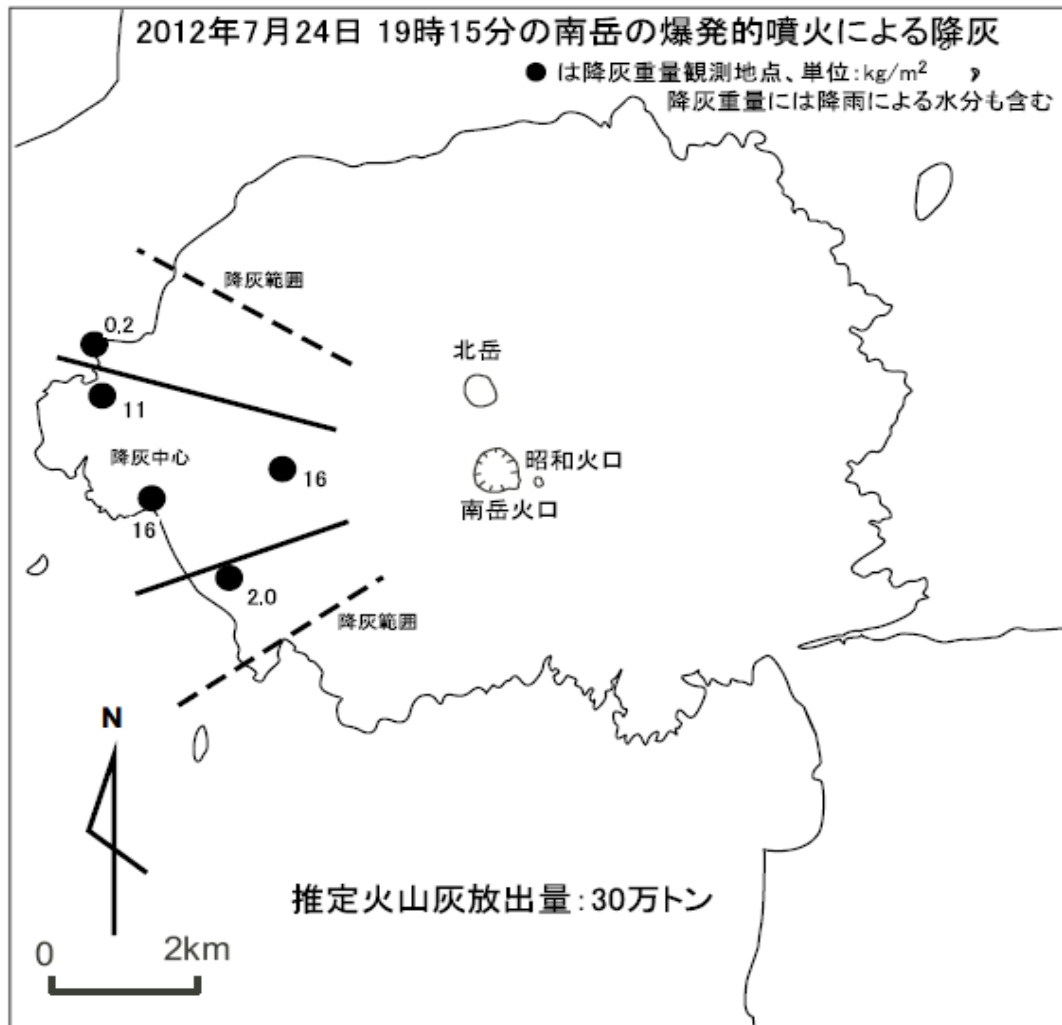 2012年7月24日 19時15分の南岳の爆発的噴火による降灰
● は降灰重量観測地点、単位:kg/m²
降灰重量には降雨による水分も含む
降灰範囲
0.2
北岳
11
降灰中心
16
昭和火口
南岳火口
16
2.0
降灰範囲
N
推定火山灰放出量:30万トン
0 2km